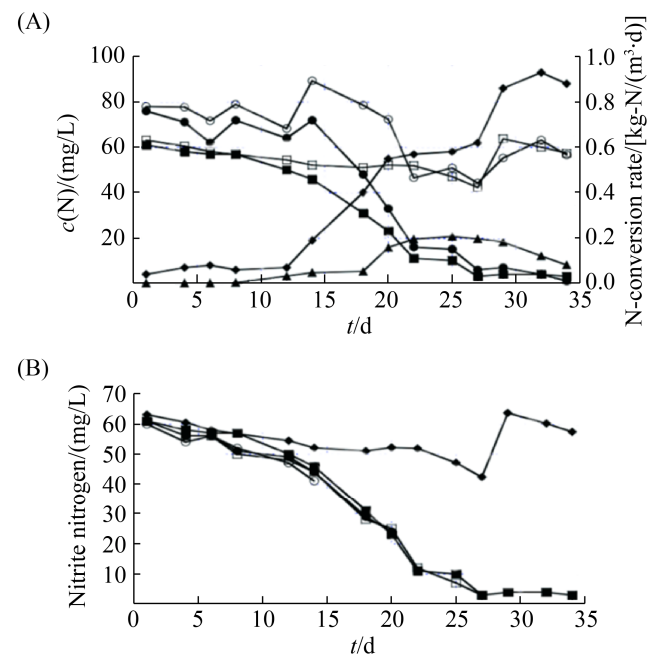 (A)
100
80
60
40
20
c(N)/(mg/L)
1.0
0.8
0.6
0.4
0.2
0.0
N-conversion rate/[kg-N/(m³·d)]
0 5 10 15 20 25 30 35
t/d
(B)
70
60
50
40
30
20
10
Nitrite nitrogen/(mg/L)
0 5 10 15 20 25 30 35
t/d